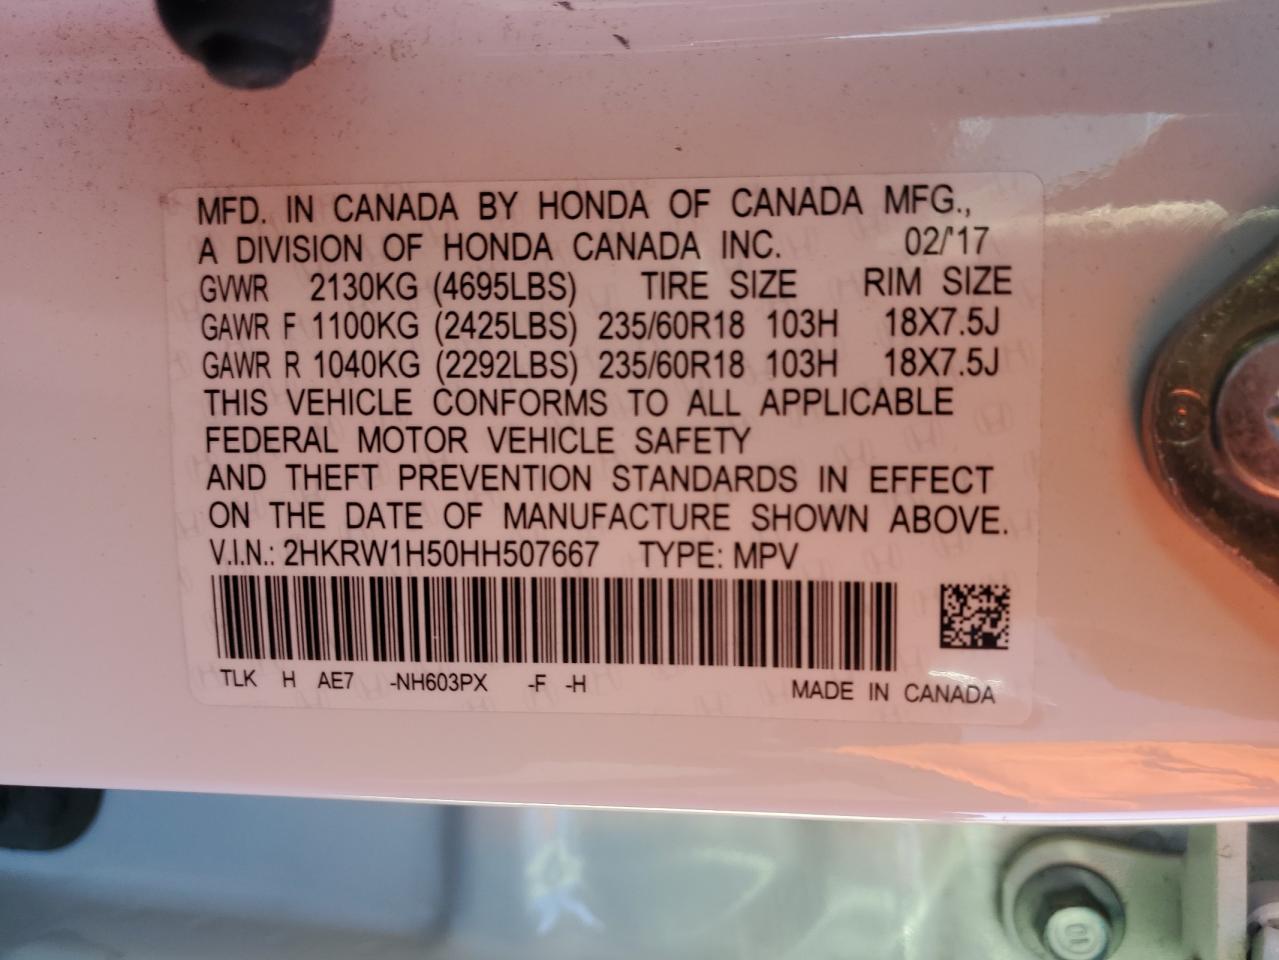 MFD. IN CANADA BY HONDA OF CANADA MFG.,
A DIVISION OF HONDA CANADA INC. 02/'17
GVWR 2130KG (4695LBS) TIRE SIZE RIM SIZE
GAWR F 1100KG (2425LBS) 235/60R18 103H 18X7.5J
GAWR R 1040KG (2292LBS) 235/60R18 103H 18X7.5J
THIS VEHICLE CONFORMS TO ALL APPLICABLE
FEDERAL MOTOR VEHICLE SAFETY
AND THEFT PREVENTION STANDARDS IN EFFECT
ON THE DATE OF MANUFACTURE SHOWN ABOVE.
V.I.N.: 2HKRW1H50HH507667 TYPE: MPV
TLK H AE7 -NH603PX -F -H MADE IN CANADA